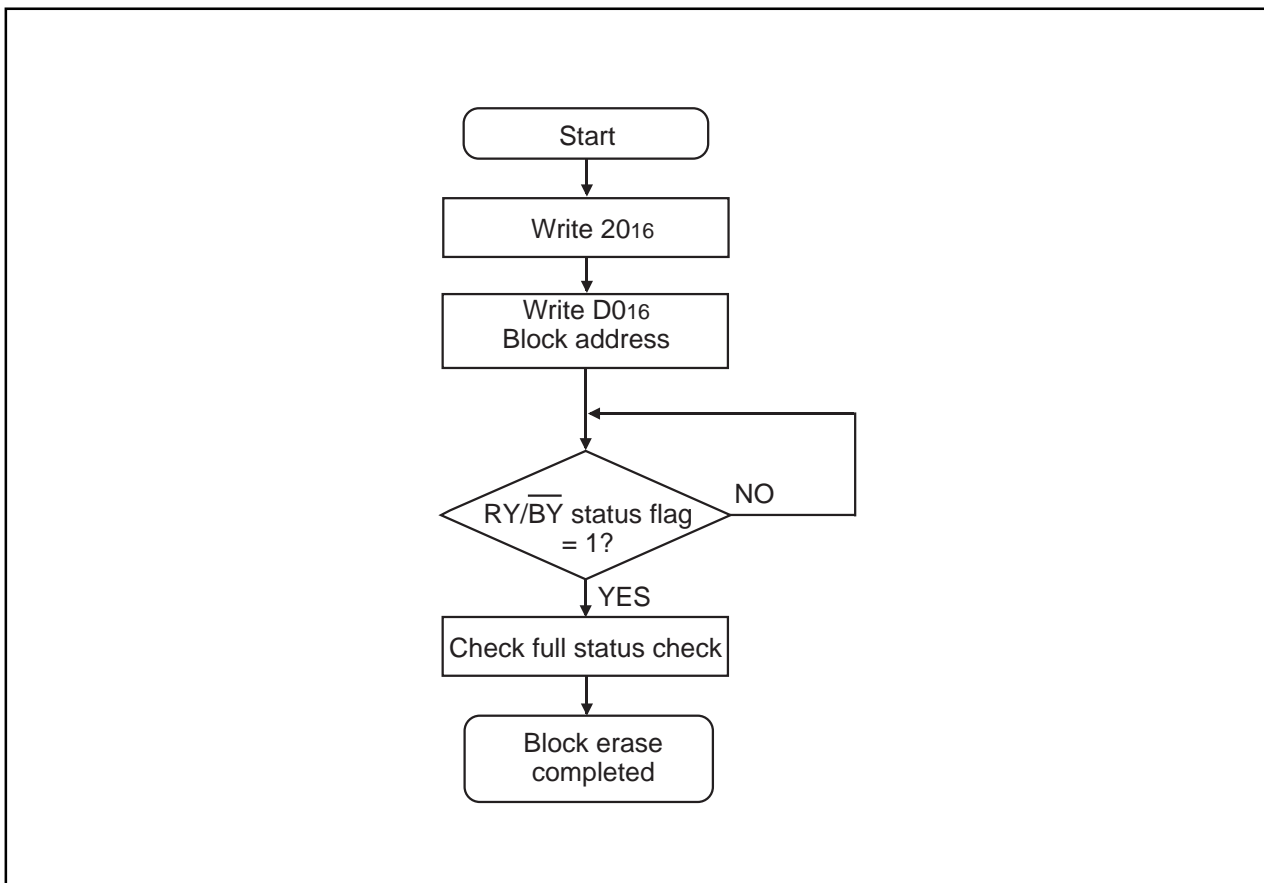 Start
Write 2016
Write D016
Block address
NO
RY/B̅Y̅ status flag
= 1?
YES
Check full status check
Block erase
completed